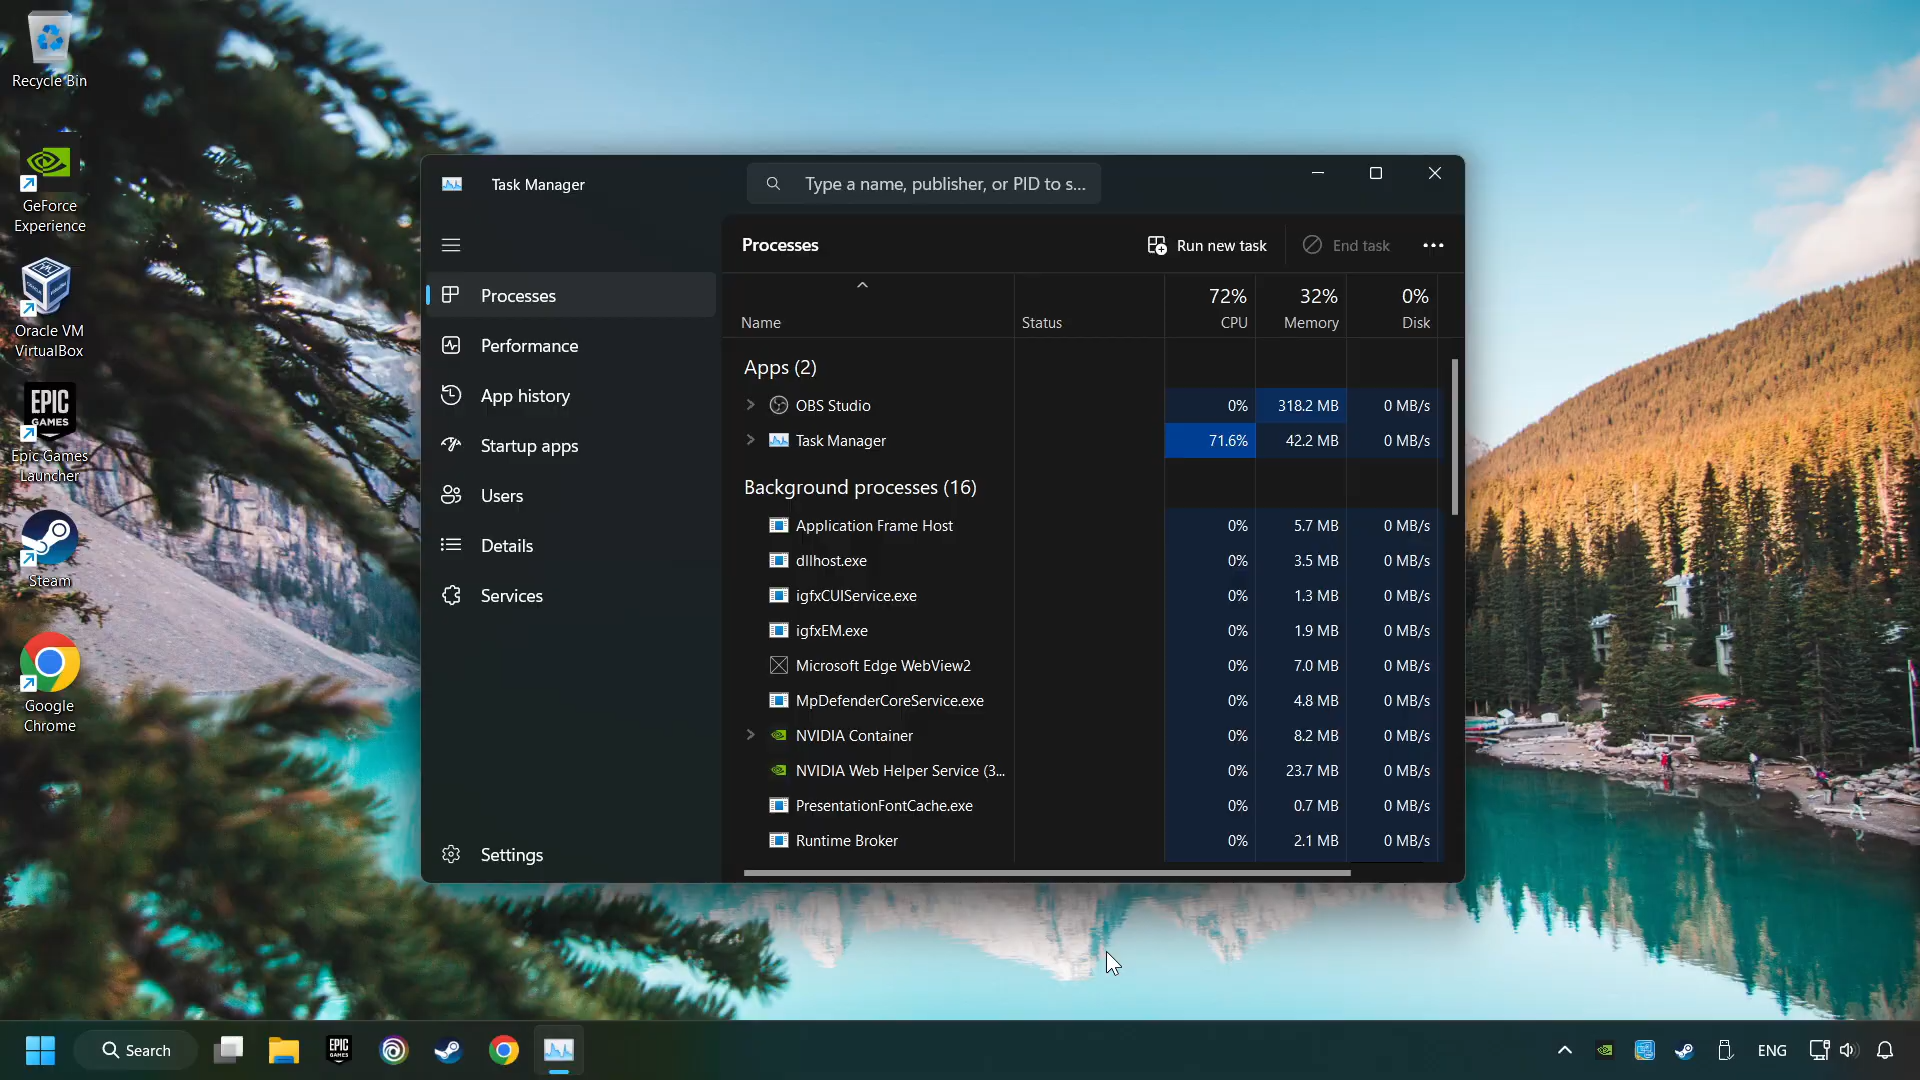 Recycle Bin
GeForce
Experience
Oracle VM
VirtualBox
EPIC
GAMES
Epic Games
Launcher
Steam
Google
Chrome
Task Manager
Type a name, publisher, or PID to s...
Processes
Performance
App history
Startup apps
Users
Details
Services
Settings
Processes
Run new task
End task
72% 32% 0%
Name Status CPU Memory Disk
Apps (2)
OBS Studio 0% 318.2 MB 0 MB/s
Task Manager 71.6% 42.2 MB 0 MB/s
Background processes (16)
Application Frame Host 0% 5.7 MB 0 MB/s
dllhost.exe 0% 3.5 MB 0 MB/s
igfxCUIService.exe 0% 1.3 MB 0 MB/s
igfxEM.exe 0% 1.9 MB 0 MB/s
Microsoft Edge WebView2 0% 7.0 MB 0 MB/s
MpDefenderCoreService.exe 0% 4.8 MB 0 MB/s
NVIDIA Container 0% 8.2 MB 0 MB/s
NVIDIA Web Helper Service (3... 0% 23.7 MB 0 MB/s
PresentationFontCache.exe 0% 0.7 MB 0 MB/s
Runtime Broker 0% 2.1 MB 0 MB/s
Search
EPIC
GAMES
ENG